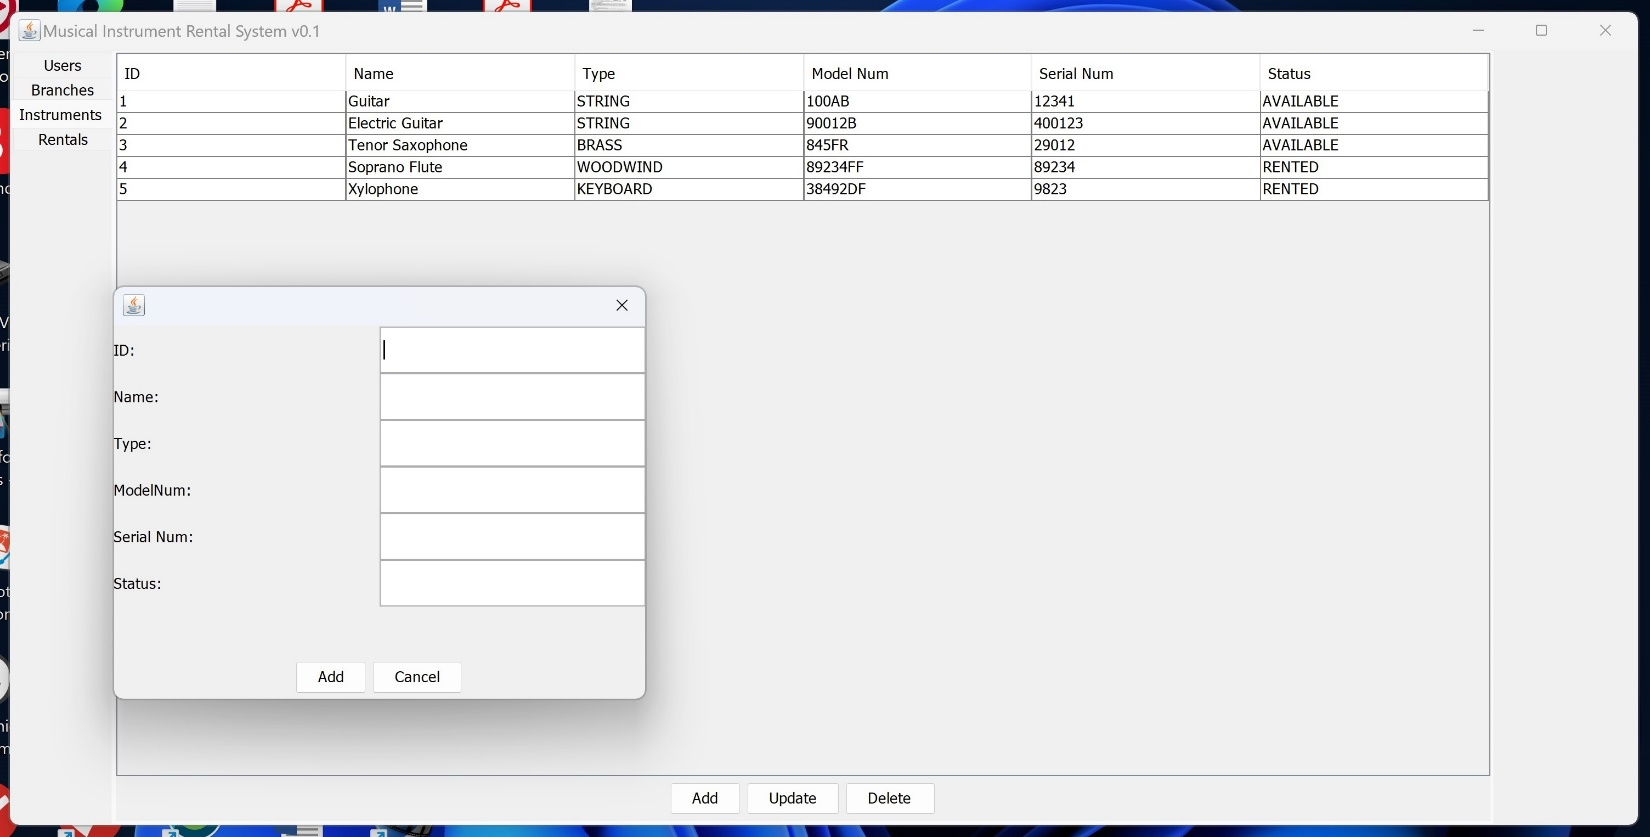 Musical Instrument Rental System v0.1
Users
Branches
Instruments
Rentals
ID Name Type Model Num Serial Num Status
1 Guitar STRING 100AB 12341 AVAILABLE
2 Electric Guitar STRING 90012B 400123 AVAILABLE
3 Tenor Saxophone BRASS 845FR 29012 AVAILABLE
4 Soprano Flute WOODWIND 89234FF 89234 RENTED
5 Xylophone KEYBOARD 38492DF 9823 RENTED
ID:
Name:
Type:
ModelNum:
Serial Num:
Status:
Add Cancel
Add Update Delete